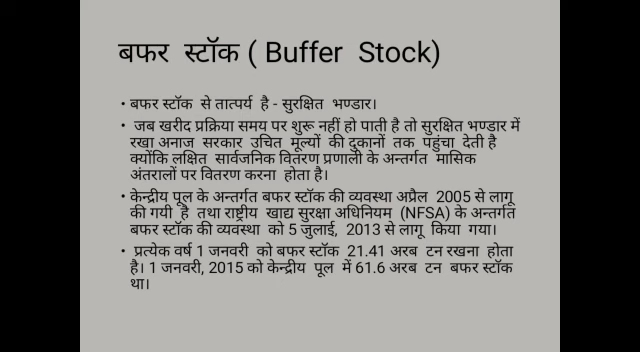 बफर स्टॉक ( Buffer Stock)
• बफर स्टॉक से तात्पर्य है - सुरक्षित भण्डार।
• जब खरीद प्रक्रिया समय पर शुरू नहीं हो पाती है तो सुरक्षित भण्डार में
रखा अनाज सरकार उचित मूल्यों की दुकानों तक पहुंचा देती है
क्योंकि लक्षित सार्वजनिक वितरण प्रणाली के अन्तर्गत मासिक
अंतरालों पर वितरण करना होता है।
• केन्द्रीय पूल के अन्तर्गत बफर स्टॉक की व्यवस्था अप्रैल 2005 से लागू
की गयी है तथा राष्ट्रीय खाद्य सुरक्षा अधिनियम (NFSA) के अन्तर्गत
बफर स्टॉक की व्यवस्था को 5 जुलाई, 2013 से लागू किया गया।
• प्रत्येक वर्ष 1 जनवरी को बफर स्टॉक 21.41 अरब टन रखना होता
है। 1 जनवरी, 2015 को केन्द्रीय पूल में 61.6 अरब टन बफर स्टॉक
था।